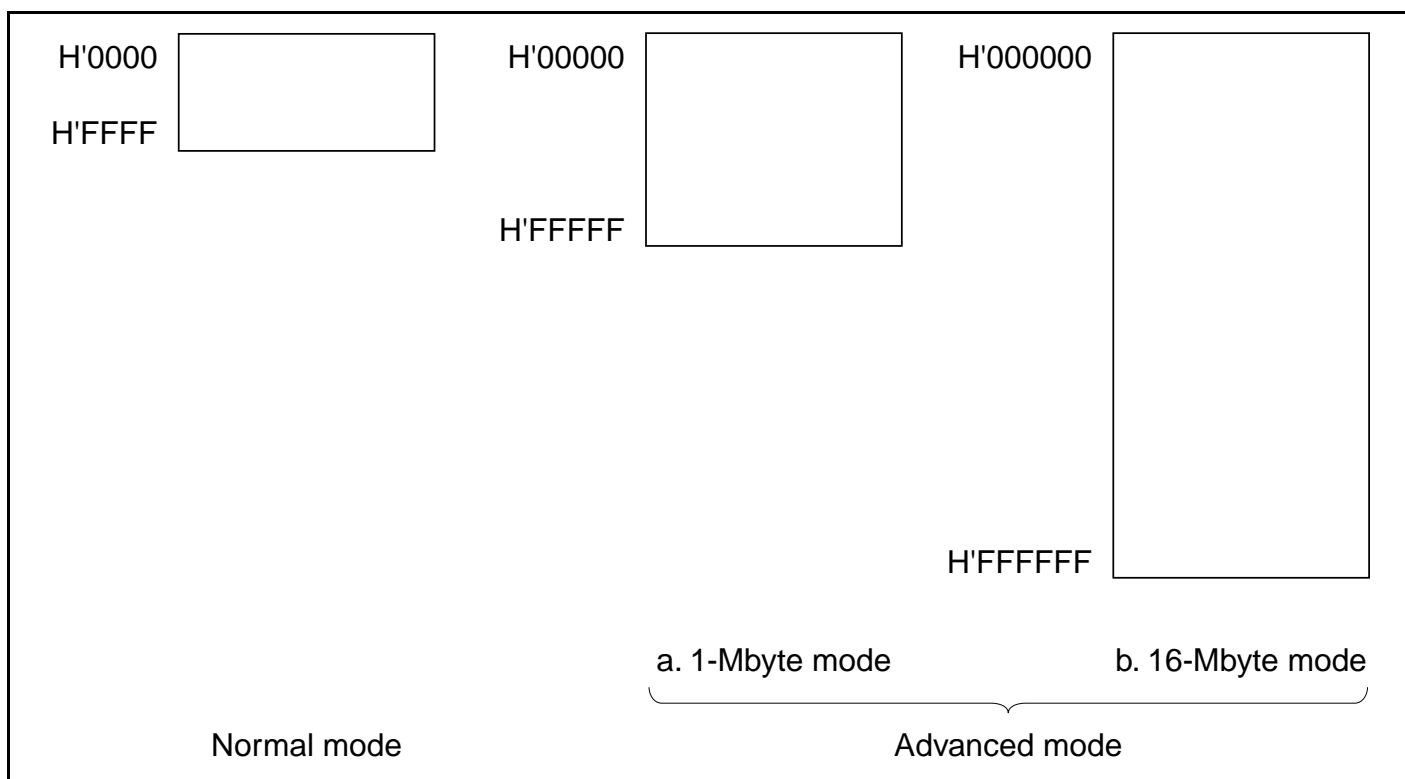 H'0000
H'FFFF
H'00000
H'FFFFF
H'000000
H'FFFFFF
a. 1-Mbyte mode
b. 16-Mbyte mode
Normal mode
Advanced mode